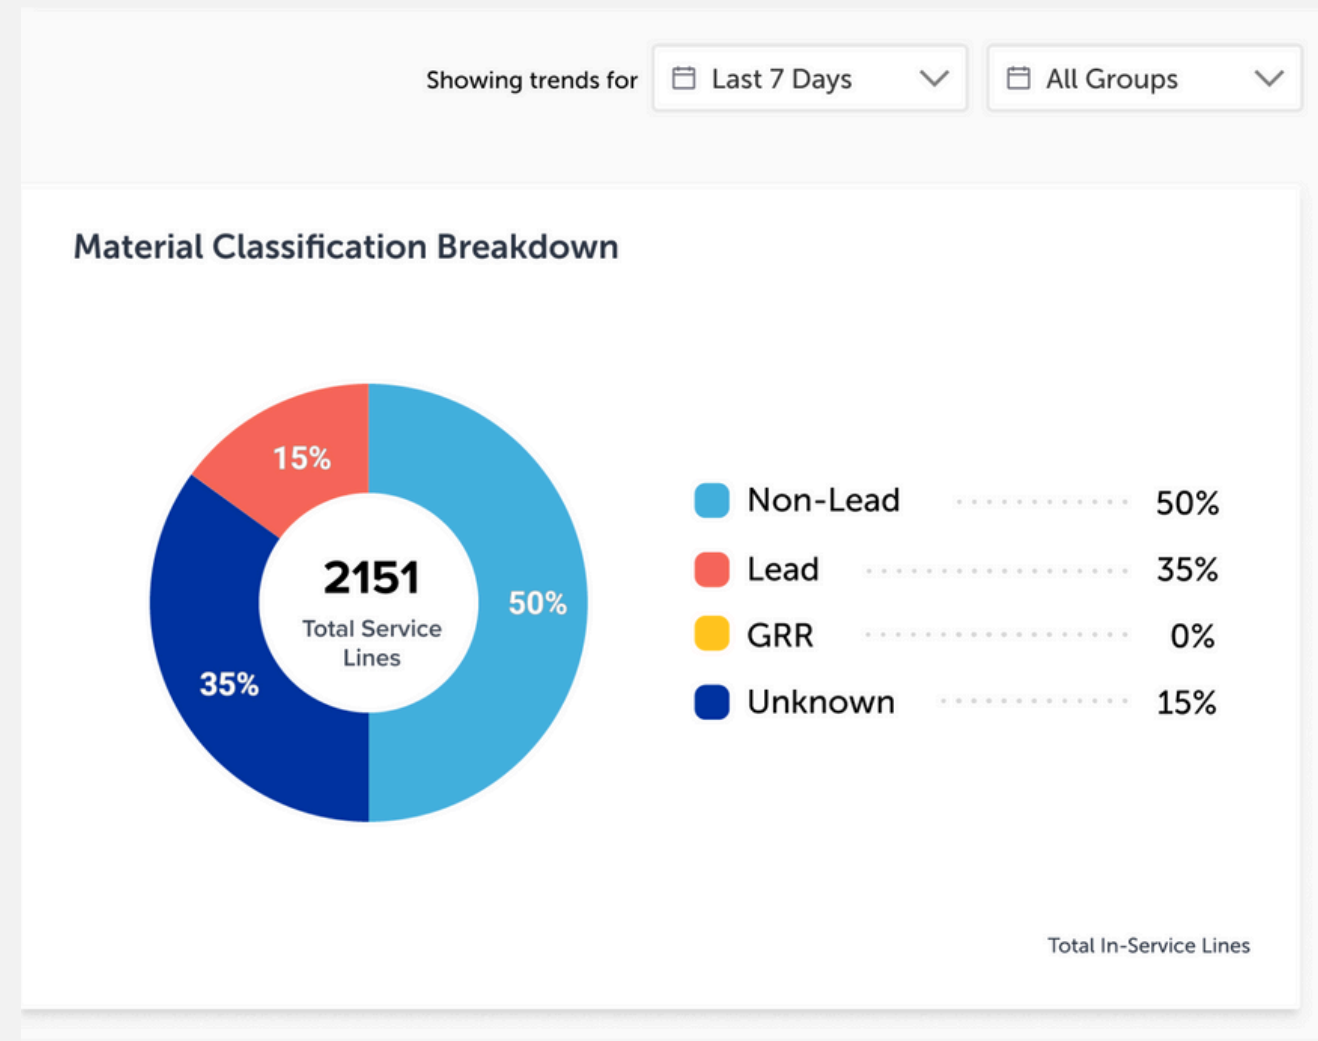 Showing trends for Last 7 Days All Groups
Material Classification Breakdown
15%
50%
35%
2151
Total Service
Lines
Non-Lead 50%
Lead 35%
GRR 0%
Unknown 15%
Total In-Service Lines